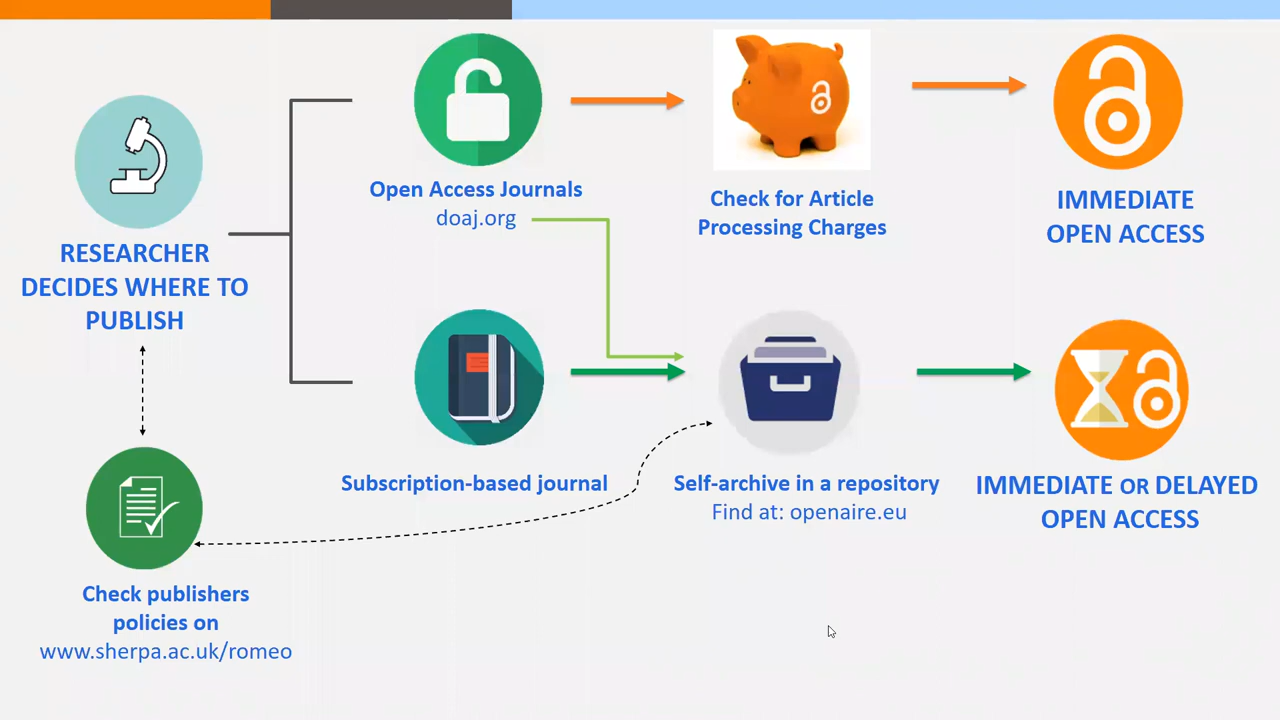 RESEARCHER
DECIDES WHERE TO
PUBLISH
Open Access Journals
doaj.org
Check for Article
Processing Charges
IMMEDIATE
OPEN ACCESS
Subscription-based journal
Self-archive in a repository
Find at: openaire.eu
IMMEDIATE OR DELAYED
OPEN ACCESS
Check publishers
policies on
www.sherpa.ac.uk/romeo